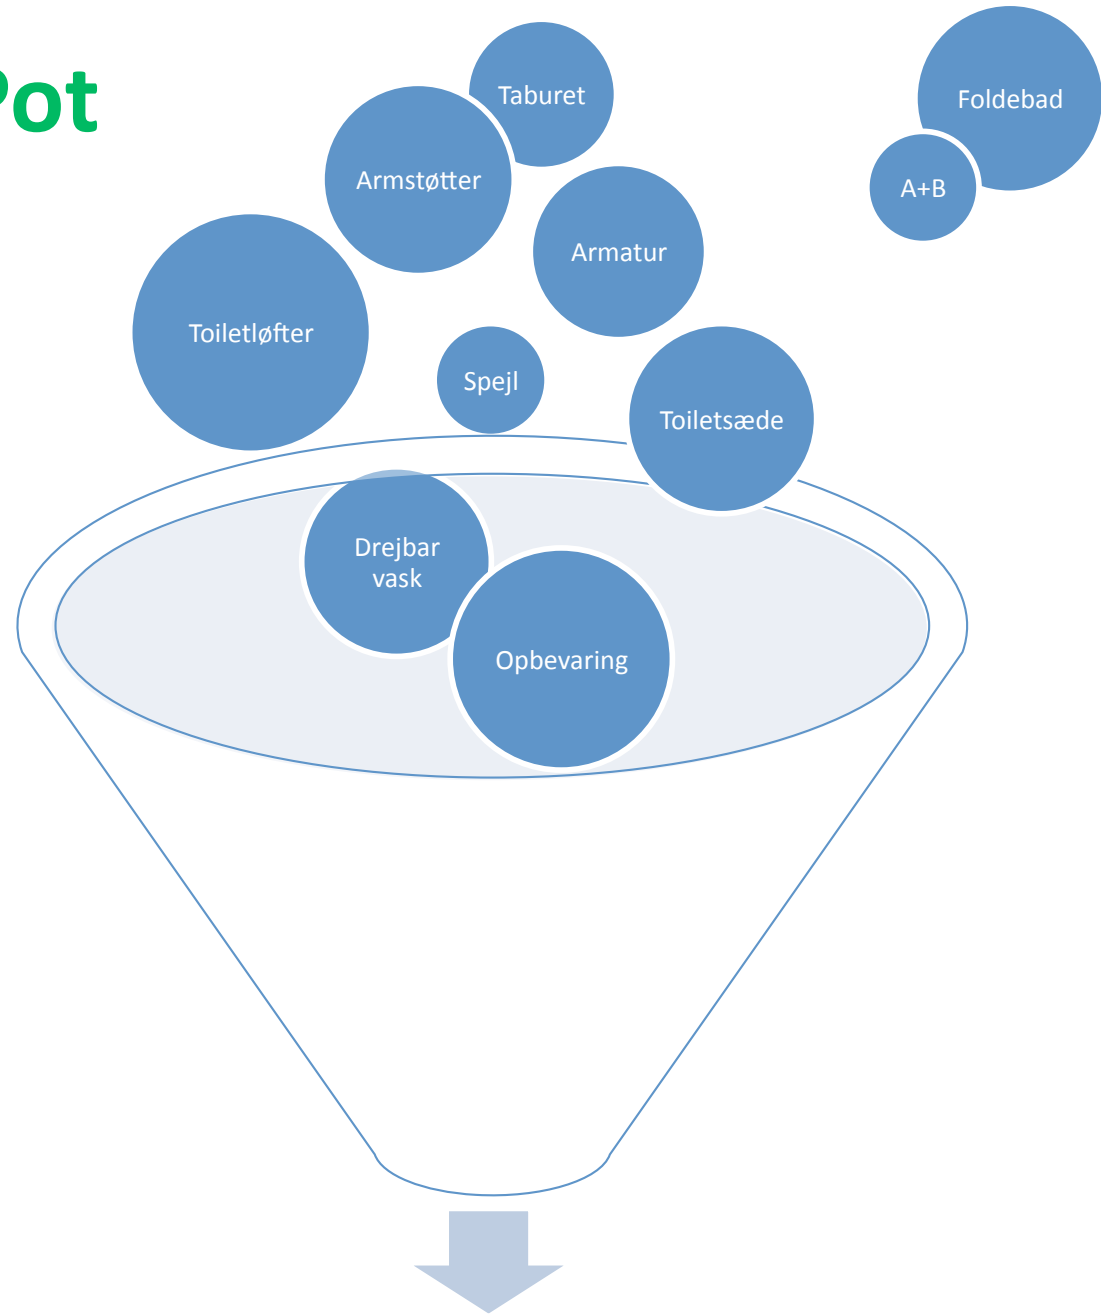 Pot
Taburet
Foldebad
Armstøtter
A+B
Armatur
Toiletløfter
Spejl
Toiletsæde
Drejbar
vask
Opbevaring